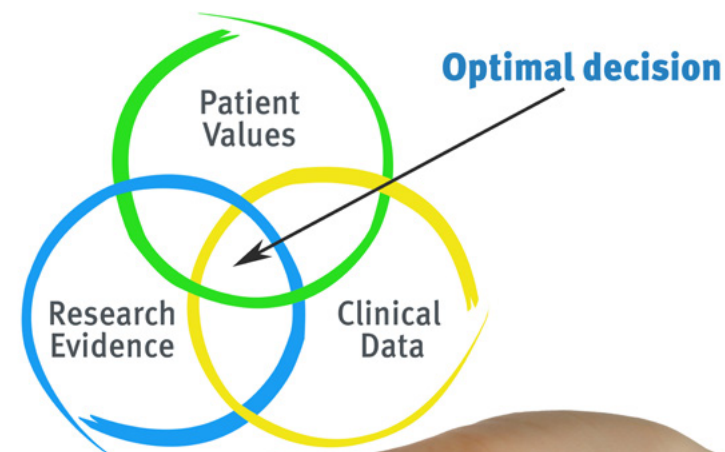 Optimal decision
Patient
Values
Research
Evidence
Clinical
Data